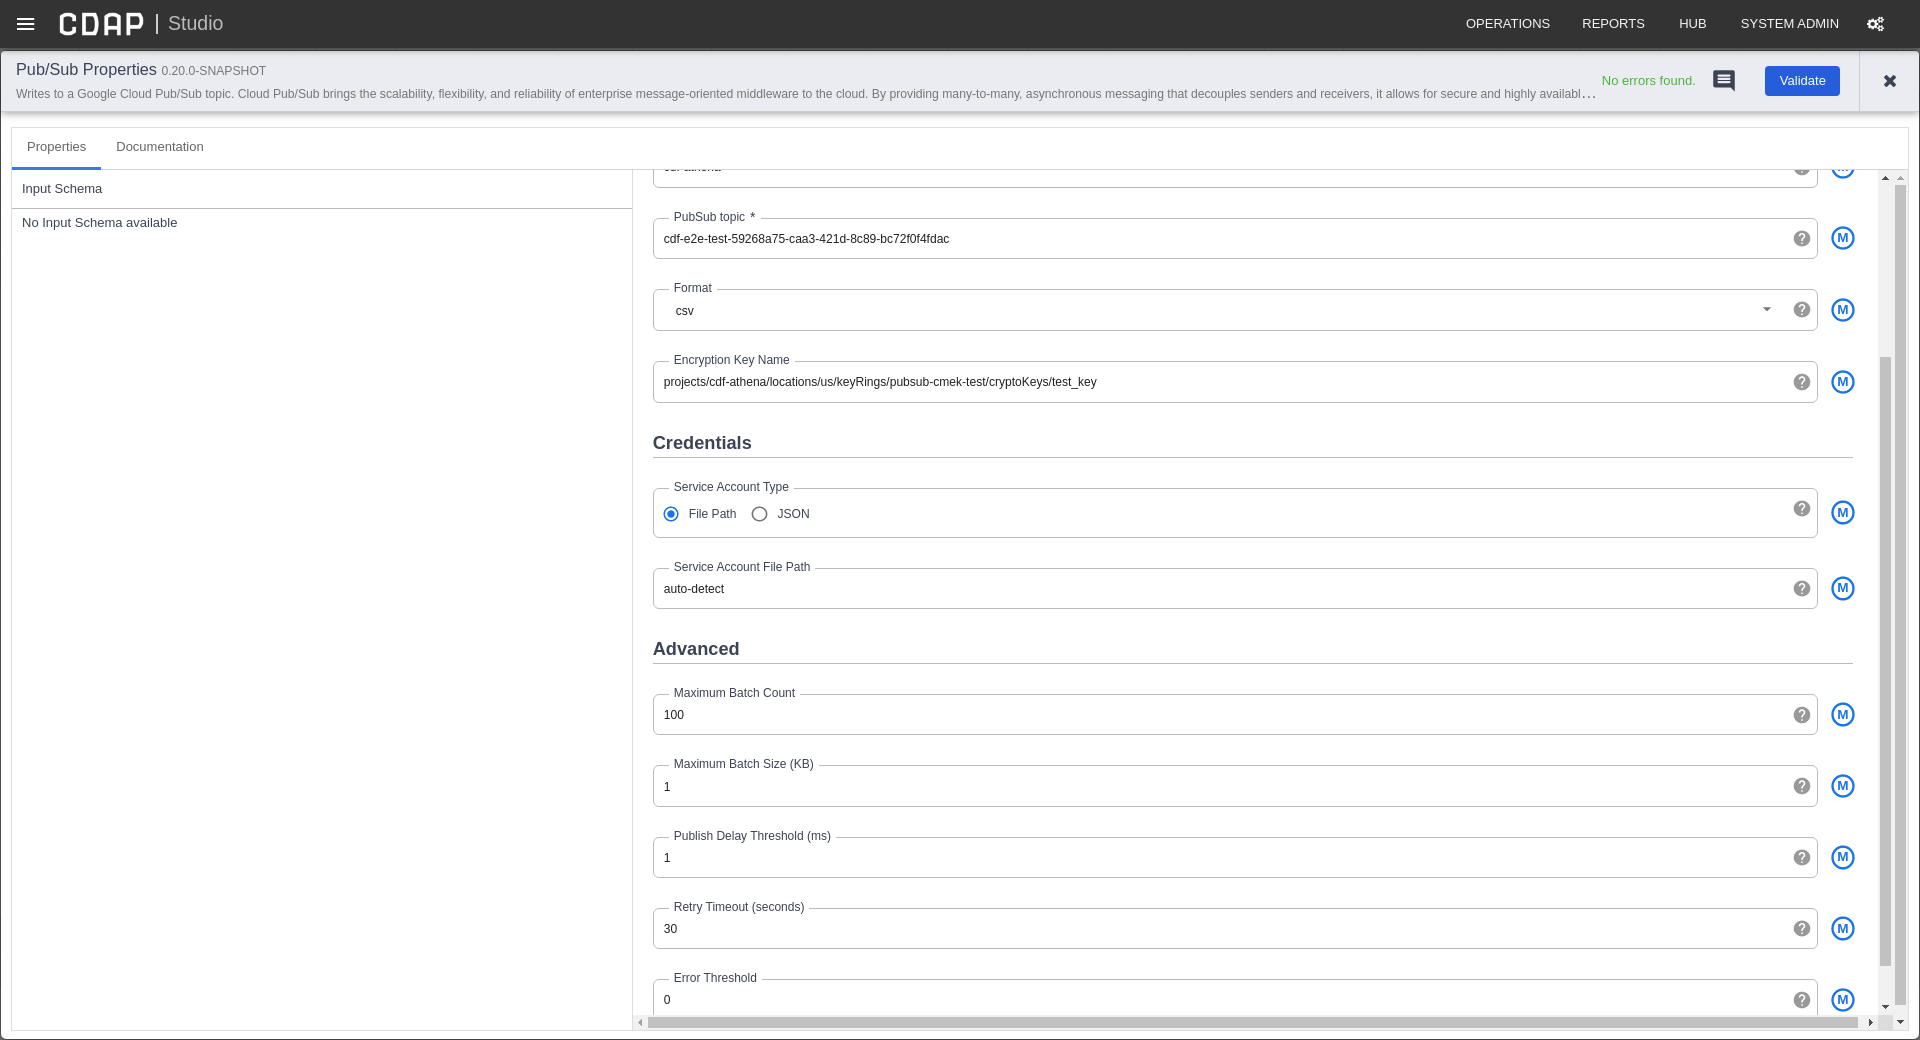 CDAP | Studio
OPERATIONS REPORTS HUB SYSTEM ADMIN
Pub/Sub Properties 0.20.0-SNAPSHOT
Writes to a Google Cloud Pub/Sub topic. Cloud Pub/Sub brings the scalability, flexibility, and reliability of enterprise message-oriented middleware to the cloud. By providing many-to-many, asynchronous messaging that decouples senders and receivers, it allows for secure and highly availabl...
No errors found.
Validate
Properties Documentation
Input Schema
No Input Schema available
PubSub topic *
cdf-e2e-test-59268a75-caa3-421d-8c89-bc72f0f4fdac
M
Format
csv
M
Encryption Key Name
projects/cdf-athena/locations/us/keyRings/pubsub-cmek-test/cryptoKeys/test_key
M
Credentials
Service Account Type
File Path JSON
M
Service Account File Path
auto-detect
M
Advanced
Maximum Batch Count
100
M
Maximum Batch Size (KB)
1
M
Publish Delay Threshold (ms)
1
M
Retry Timeout (seconds)
30
M
Error Threshold
0
M